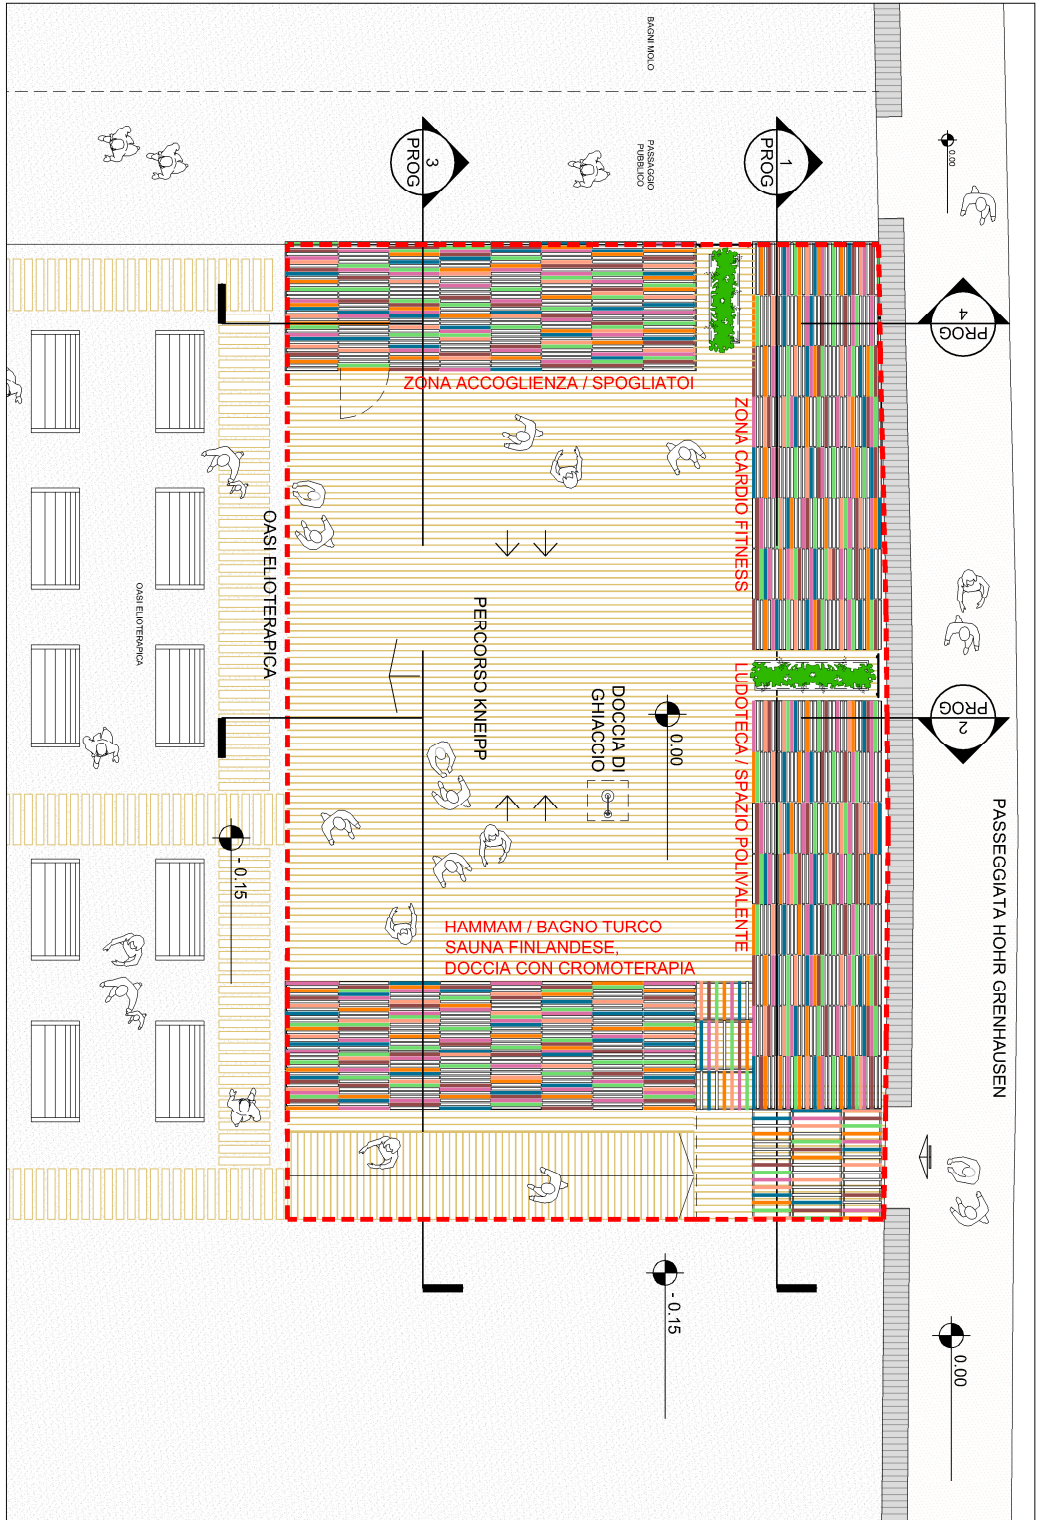 BAGNI MOLO
PASSAGGIO
PUBBLICO
0.00
3
PROG
1
PROG
4
PROG
ZONA ACCOGLIENZA / SPOGLIATOI
ZONA CARDIO FITNESS
OASI ELIOTERAPICA
OASI ELIOTERAPICA
PERCORSO KNEIPP
DOCCIA DI
GHIACCIO
0.00
LUDOTECA / SPAZIO POLIVALENTE
2
PROG
PASSEGGIATA HOHR GRENHAUSEN
- 0.15
HAMMAM / BAGNO TURCO
SAUNA FINLANDESE,
DOCCIA CON CROMOTERAPIA
- 0.15
0.00